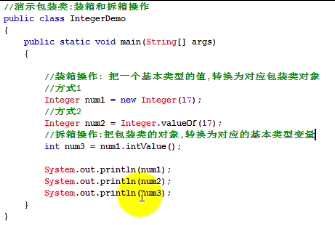 //演示包装类:装箱和拆箱操作
public class IntegerDemo
{
public static void main(String[] args)
{
//装箱操作: 把一个基本类型的值,转换为对应包装类对象
//方式1
Integer num1 = new Integer(17);
//方式2
Integer num2 = Integer.valueOf(17);
//拆箱操作:把包装类的对象,转换为对应的基本类型变量
int num3 = num1.intValue();
System.out.println(num1);
System.out.println(num2);
System.out.println(num3);
}
}